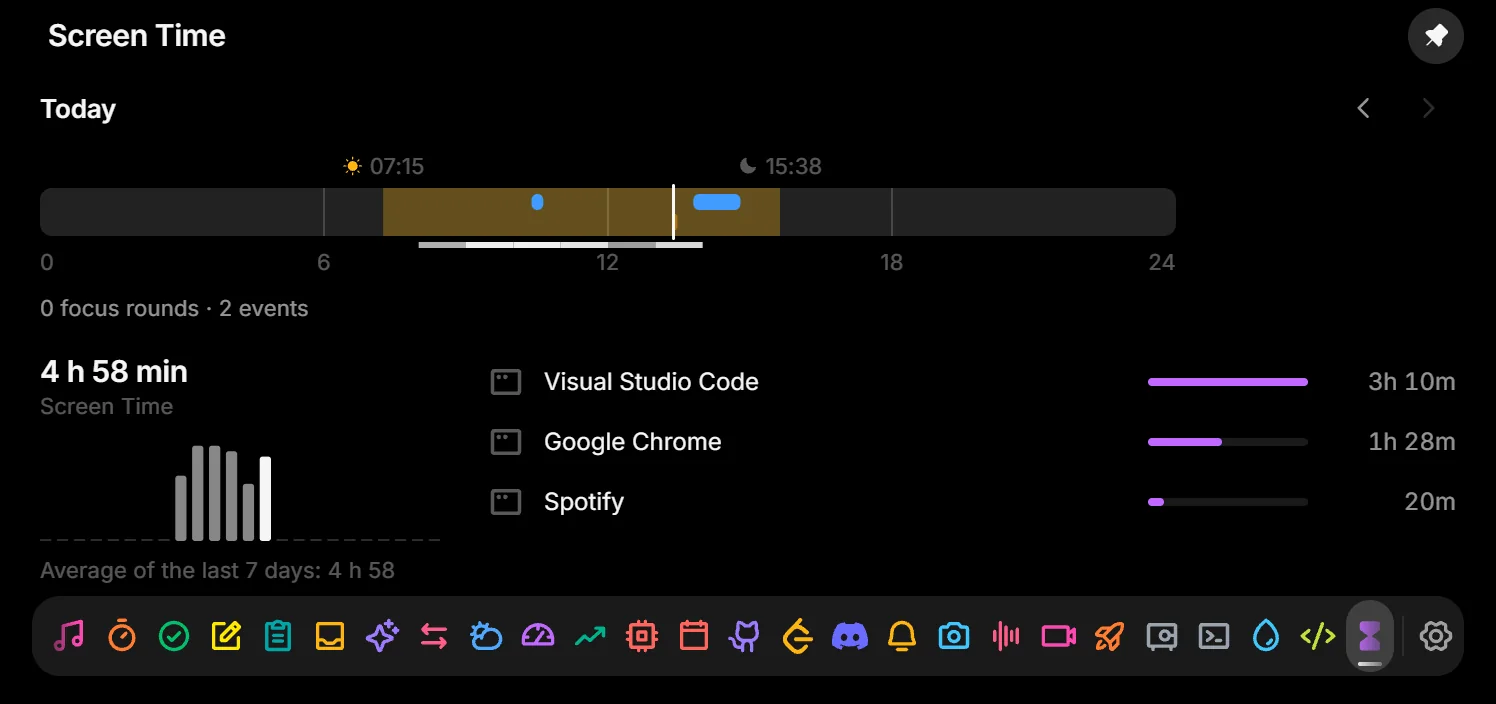 Screen Time
Today
07:15 15:38
0 6 12 18 24
0 focus rounds · 2 events
4 h 58 min
Screen Time
Visual Studio Code 3h 10m
Google Chrome 1h 28m
Spotify 20m
Average of the last 7 days: 4 h 58